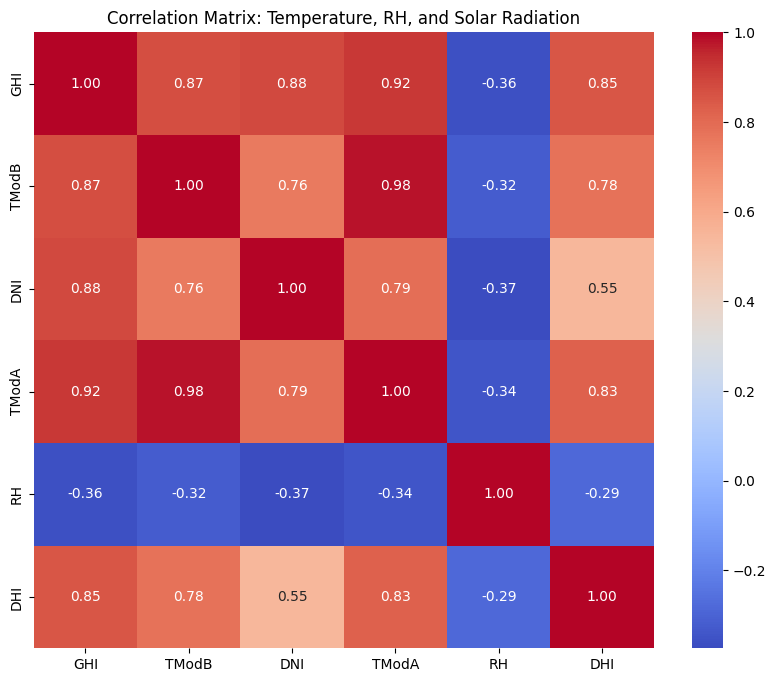 Correlation Matrix: Temperature, RH, and Solar Radiation
GHI 1.00 0.87 0.88 0.92 -0.36 0.85
TModB 0.87 1.00 0.76 0.98 -0.32 0.78
DNI 0.88 0.76 1.00 0.79 -0.37 0.55
TModA 0.92 0.98 0.79 1.00 -0.34 0.83
RH -0.36 -0.32 -0.37 -0.34 1.00 -0.29
DHI 0.85 0.78 0.55 0.83 -0.29 1.00
GHI TModB DNI TModA RH DHI
1.0
0.8
0.6
0.4
0.2
0.0
−0.2